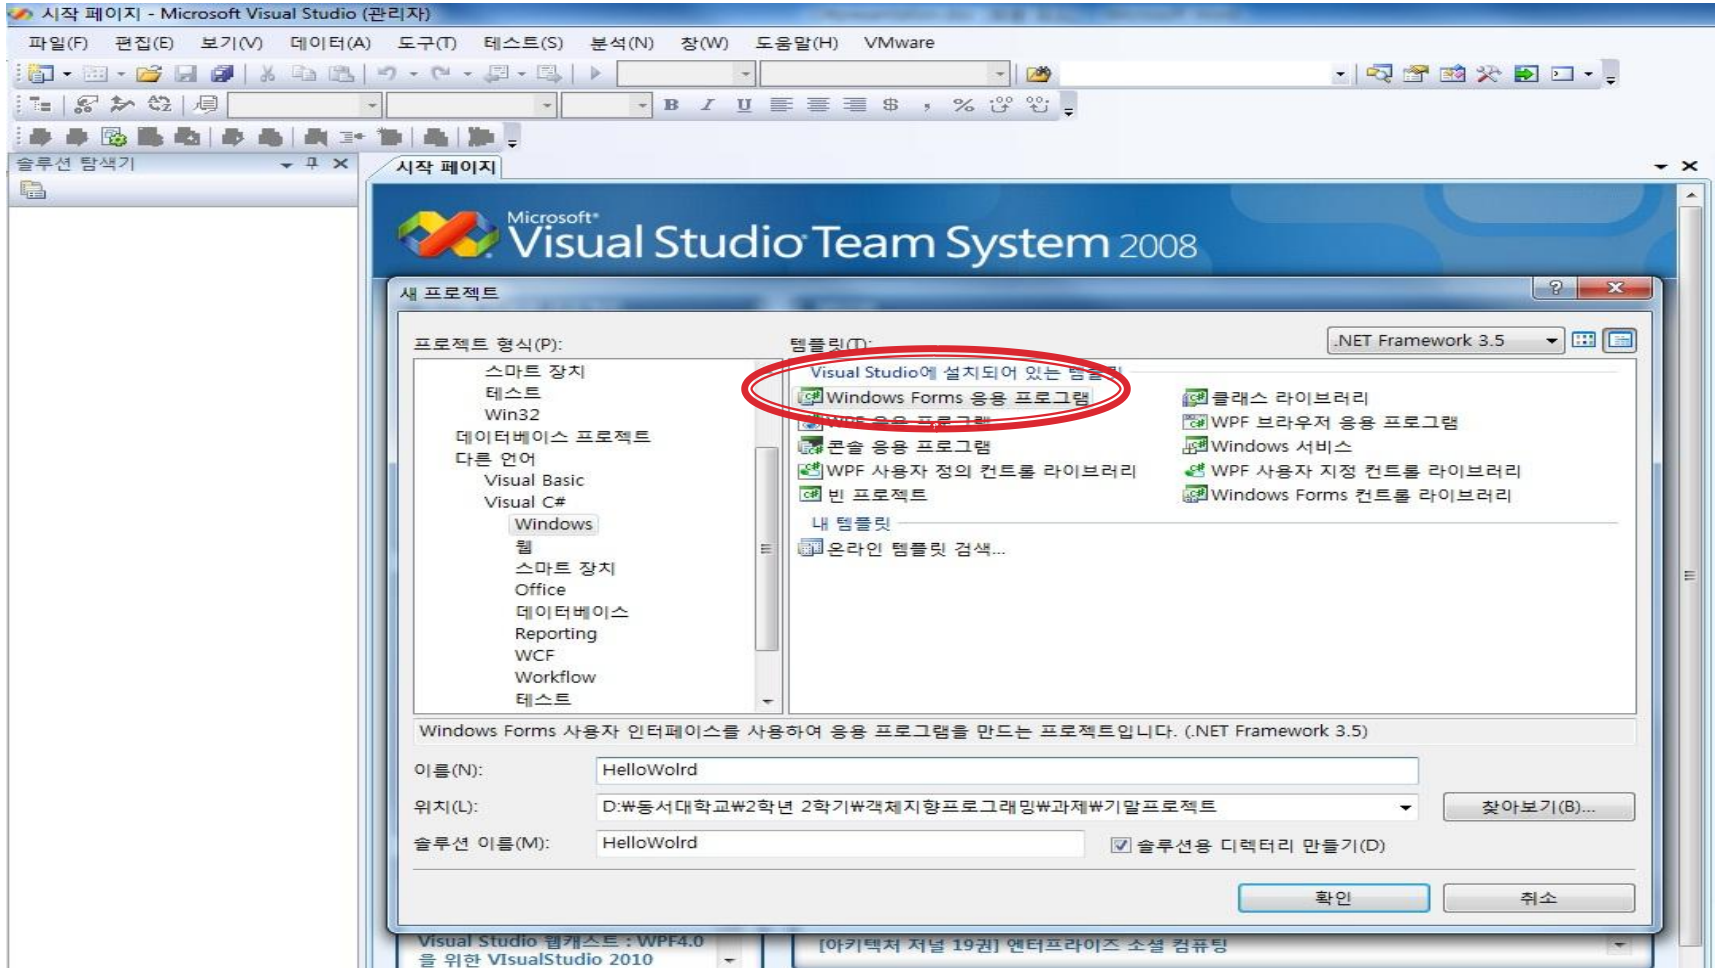 시작 페이지 - Microsoft Visual Studio (관리자)
파일(F) 편집(E) 보기(V) 데이터(A) 도구(T) 테스트(S) 분석(N) 창(W) 도움말(H) VMware
솔루션 탐색기
시작 페이지
Microsoft
Visual Studio Team System 2008
새 프로젝트
프로젝트 형식(P):
템플릿(T):
.NET Framework 3.5
스마트 장치
테스트
Win32
데이터베이스 프로젝트
다른 언어
Visual Basic
Visual C#
Windows
웹
스마트 장치
Office
데이터베이스
Reporting
WCF
Workflow
테스트
Visual Studio에 설치되어 있는 템플릿
Windows Forms 응용 프로그램
클래스 라이브러리
WPF 응용 프로그램
WPF 브라우저 응용 프로그램
콘솔 응용 프로그램
Windows 서비스
WPF 사용자 정의 컨트롤 라이브러리
WPF 사용자 지정 컨트롤 라이브러리
빈 프로젝트
Windows Forms 컨트롤 라이브러리
내 템플릿
온라인 템플릿 검색...
Windows Forms 사용자 인터페이스를 사용하여 응용 프로그램을 만드는 프로젝트입니다. (.NET Framework 3.5)
이름(N):
HelloWolrd
위치(L):
D:₩동서대학교₩2학년 2학기₩객체지향프로그래밍₩과제₩기말프로젝트
찾아보기(B)...
솔루션 이름(M):
HelloWolrd
솔루션용 디렉터리 만들기(D)
확인
취소
Visual Studio 웹캐스트 : WPF4.0
을 위한 VIsualStudio 2010
[아키텍처 저널 19권] 엔터프라이즈 소셜 컴퓨팅